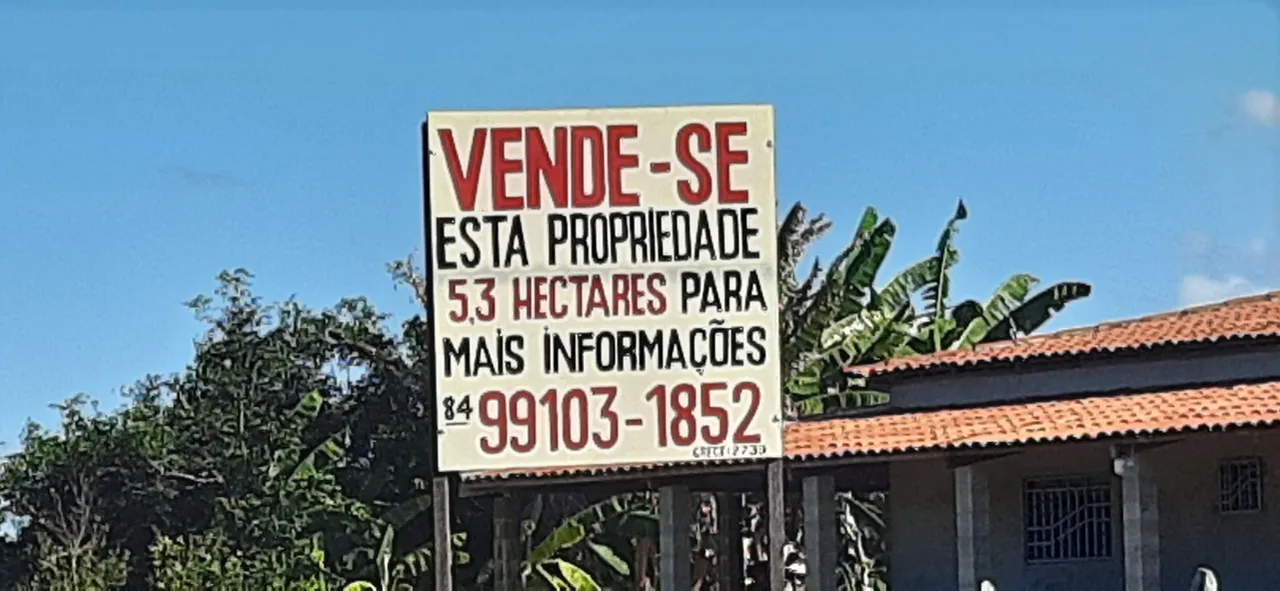 VENDE-SE
ESTA PROPRIEDADE
5,3 HECTARES PARA
MAIS INFORMAÇÕES
84 99103-1852